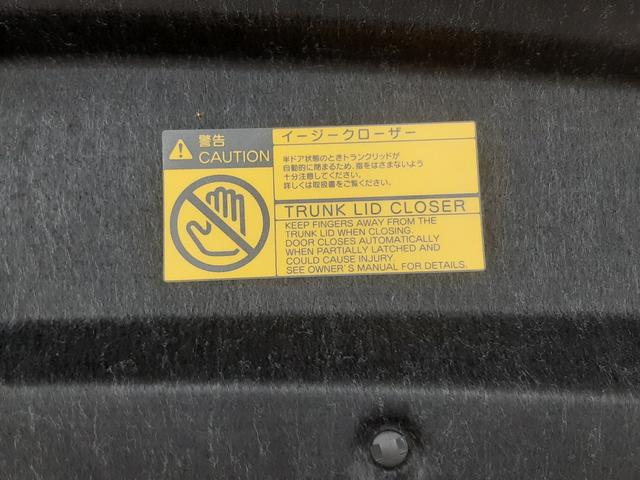 警告
CAUTION
イージークローザー
半ドア状態のときトランクリッドが
自動的に閉まるため、指をはさまないよう
十分注意してください。
詳しくは取扱書をご覧ください。
TRUNK LID CLOSER
KEEP FINGERS AWAY FROM THE
TRUNK LID WHEN CLOSING.
DOOR CLOSES AUTOMATICALLY
WHEN PARTIALLY LATCHED AND
COULD CAUSE INJURY.
SEE OWNER'S MANUAL FOR DETAILS.